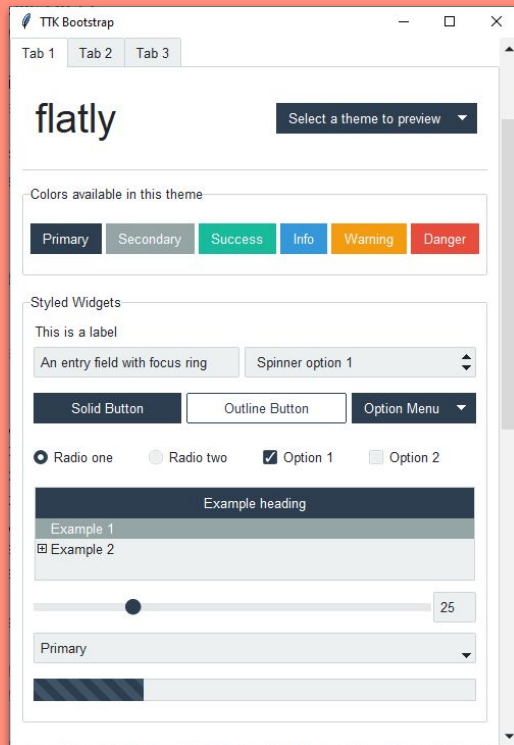 TTK Bootstrap
Tab 1 Tab 2 Tab 3
flatly
Select a theme to preview
Colors available in this theme
Primary Secondary Success Info Warning Danger
Styled Widgets
This is a label
An entry field with focus ring Spinner option 1
Solid Button Outline Button Option Menu
Radio one Radio two Option 1 Option 2
Example heading
Example 1
Example 2
25
Primary